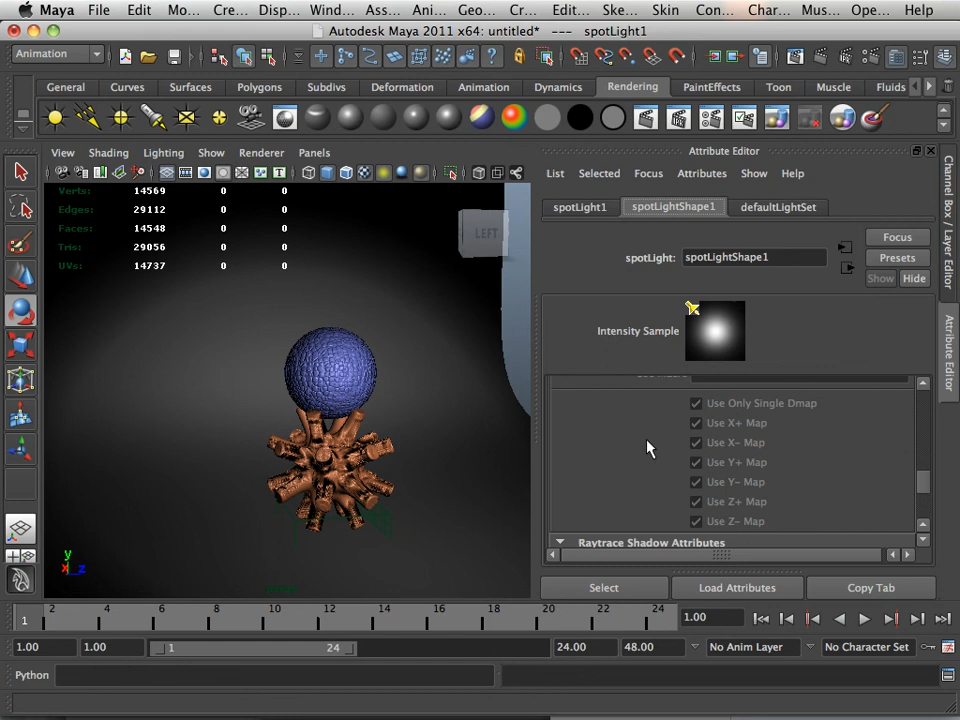 Maya File Edit Mo... Cre... Disp... Wind... Ass... Ani... Geo... Cr... Edit... Ske... Skin Con... Char... Mus... Ope... Help
Autodesk Maya 2011 x64: untitled* --- spotLight1
Animation
General Curves Surfaces Polygons Subdivs Deformation Animation Dynamics Rendering PaintEffects Toon Muscle Fluids
View Shading Lighting Show Renderer Panels
Verts: 14569 0 0
Edges: 29112 0 0
Faces: 14548 0 0
Tris: 29056 0 0
UVs: 14737 0 0
LEFT
y
x z
Attribute Editor
List Selected Focus Attributes Show Help
spotLight1 spotLightShape1 defaultLightSet
Focus
spotLight: spotLightShape1
Presets
Show Hide
Intensity Sample
Use Only Single Dmap
Use X+ Map
Use X- Map
Use Y+ Map
Use Y- Map
Use Z+ Map
Use Z- Map
Raytrace Shadow Attributes
Select Load Attributes Copy Tab
Channel Box / Layer Editor
Attribute Editor
1 2 4 6 8 10 12 14 16 18 20 22 24 1.00
1.00 1.00 1 24 24.00 48.00 No Anim Layer No Character Set
Python